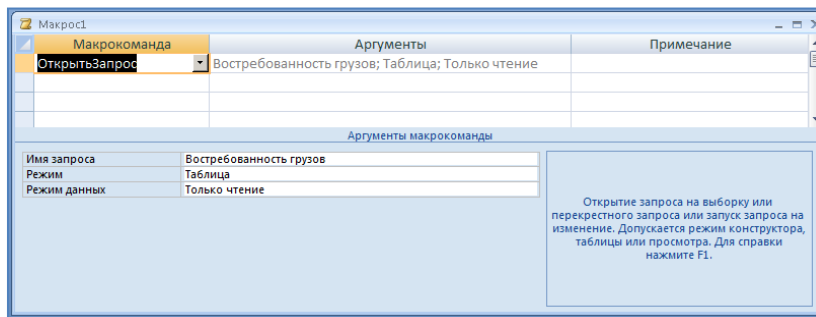 Макрос1
Макрокоманда Аргументы Примечание
ОткрытьЗапрос Востребованность грузов; Таблица; Только чтение
Аргументы макрокоманды
Имя запроса Востребованность грузов
Режим Таблица
Режим данных Только чтение
Открытие запроса на выборку или
перекрестного запроса или запуск запроса на
изменение. Допускается режим конструктора,
таблицы или просмотра. Для справки
нажмите F1.